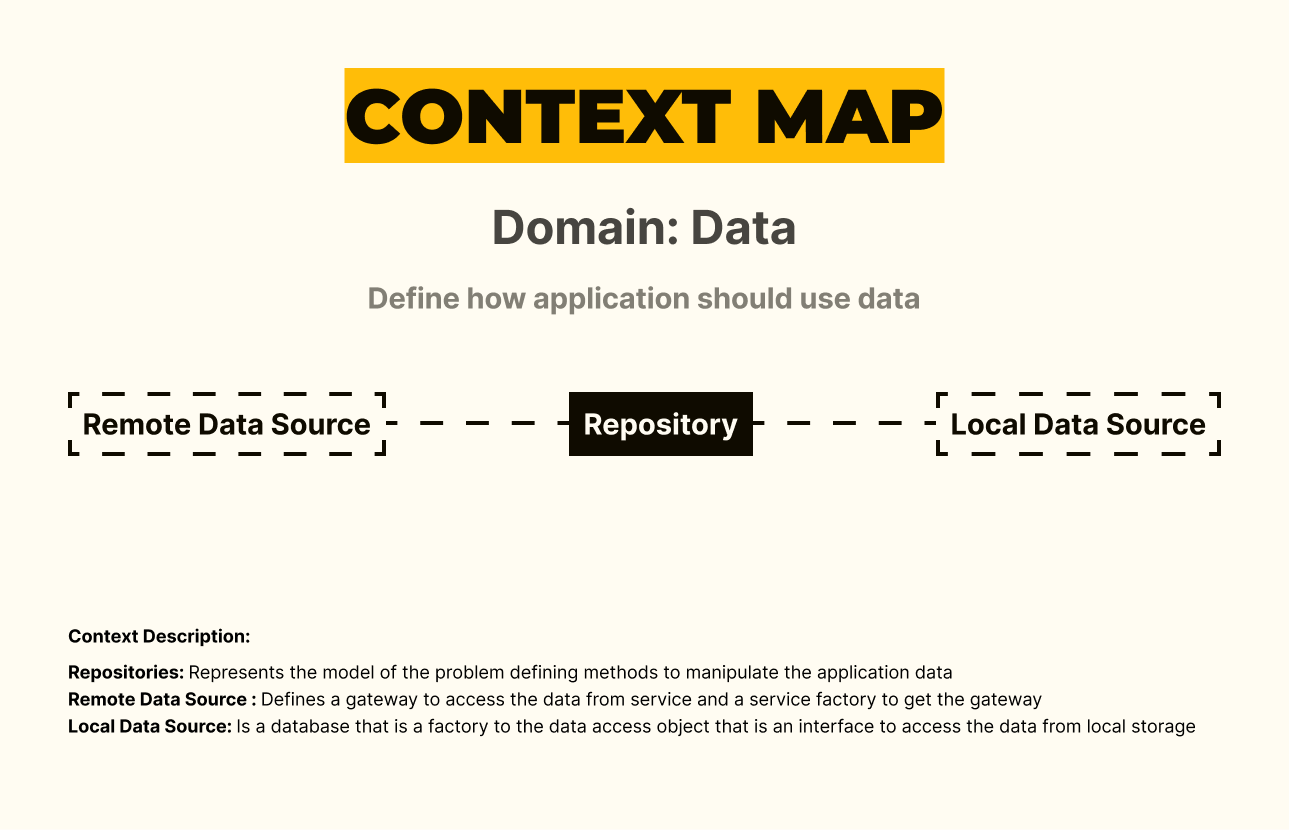 CONTEXT MAP
Domain: Data
Define how application should use data
Remote Data Source
Repository
Local Data Source
Context Description:
Repositories: Represents the model of the problem defining methods to manipulate the application data
Remote Data Source : Defines a gateway to access the data from service and a service factory to get the gateway
Local Data Source: Is a database that is a factory to the data access object that is an interface to access the data from local storage